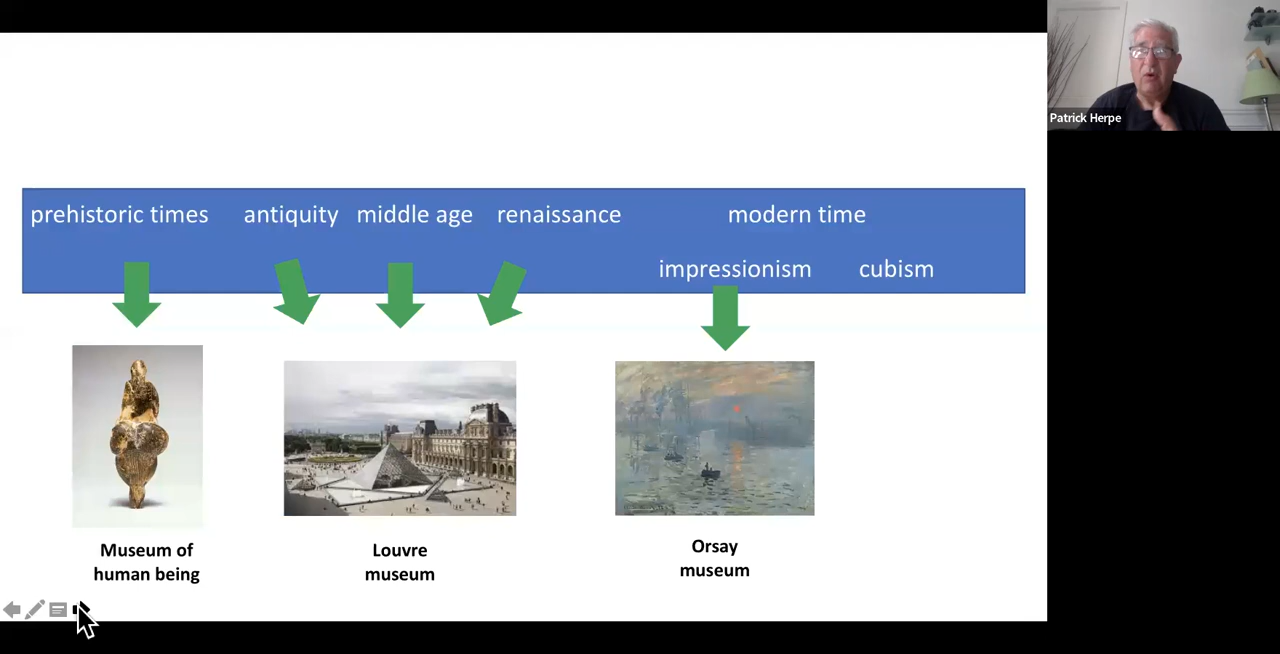 Patrick Herpe
prehistoric times antiquity middle age renaissance modern time
impressionism cubism
Museum of
human being
Louvre
museum
Orsay
museum